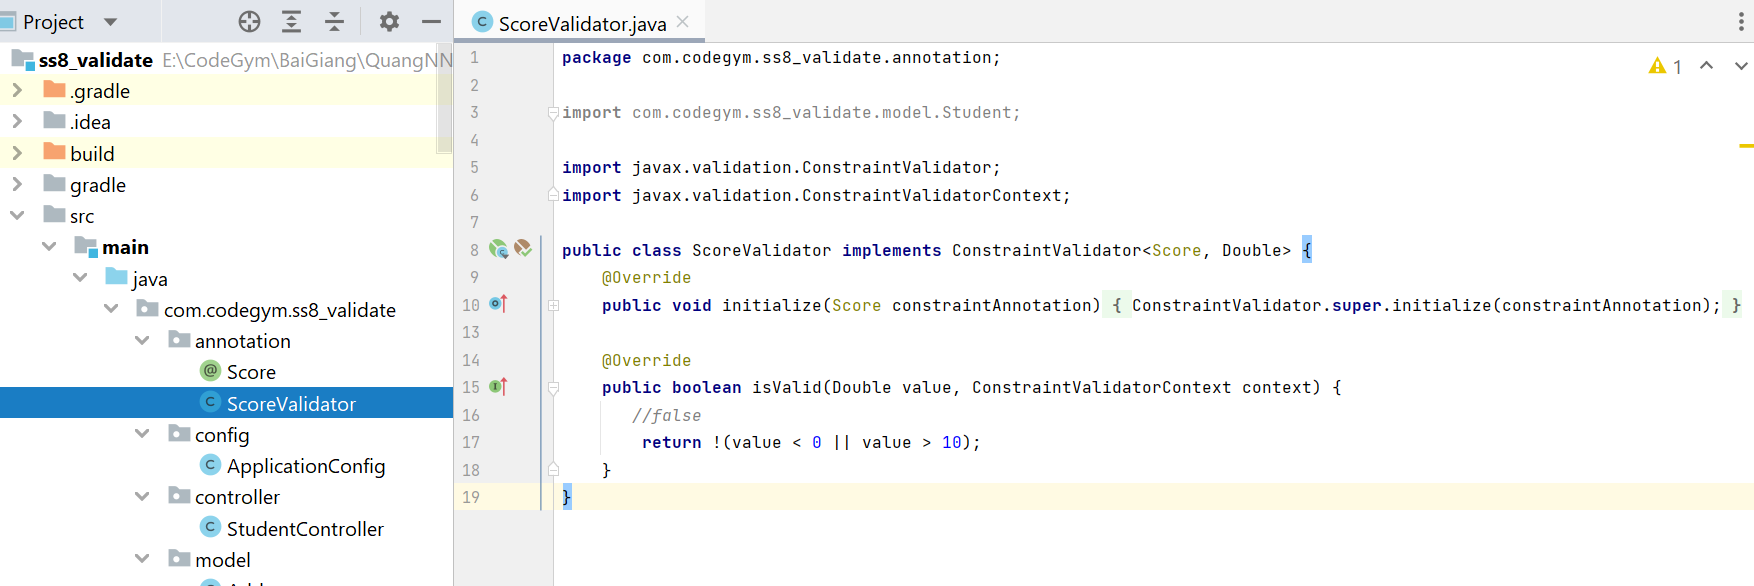 Project
ss8_validate E:\CodeGym\BaiGiang\QuangNN
.gradle
.idea
build
gradle
src
main
java
com.codegym.ss8_validate
annotation
Score
ScoreValidator
config
ApplicationConfig
controller
StudentController
model
ScoreValidator.java
1
1 package com.codegym.ss8_validate.annotation;
2
3 import com.codegym.ss8_validate.model.Student;
4
5 import javax.validation.ConstraintValidator;
6 import javax.validation.ConstraintValidatorContext;
7
8 public class ScoreValidator implements ConstraintValidator<Score, Double> {
9 @Override
10 public void initialize(Score constraintAnnotation) { ConstraintValidator.super.initialize(constraintAnnotation); }
13
14 @Override
15 public boolean isValid(Double value, ConstraintValidatorContext context) {
16 //false
17 return !(value < 0 || value > 10);
18 }
19 }